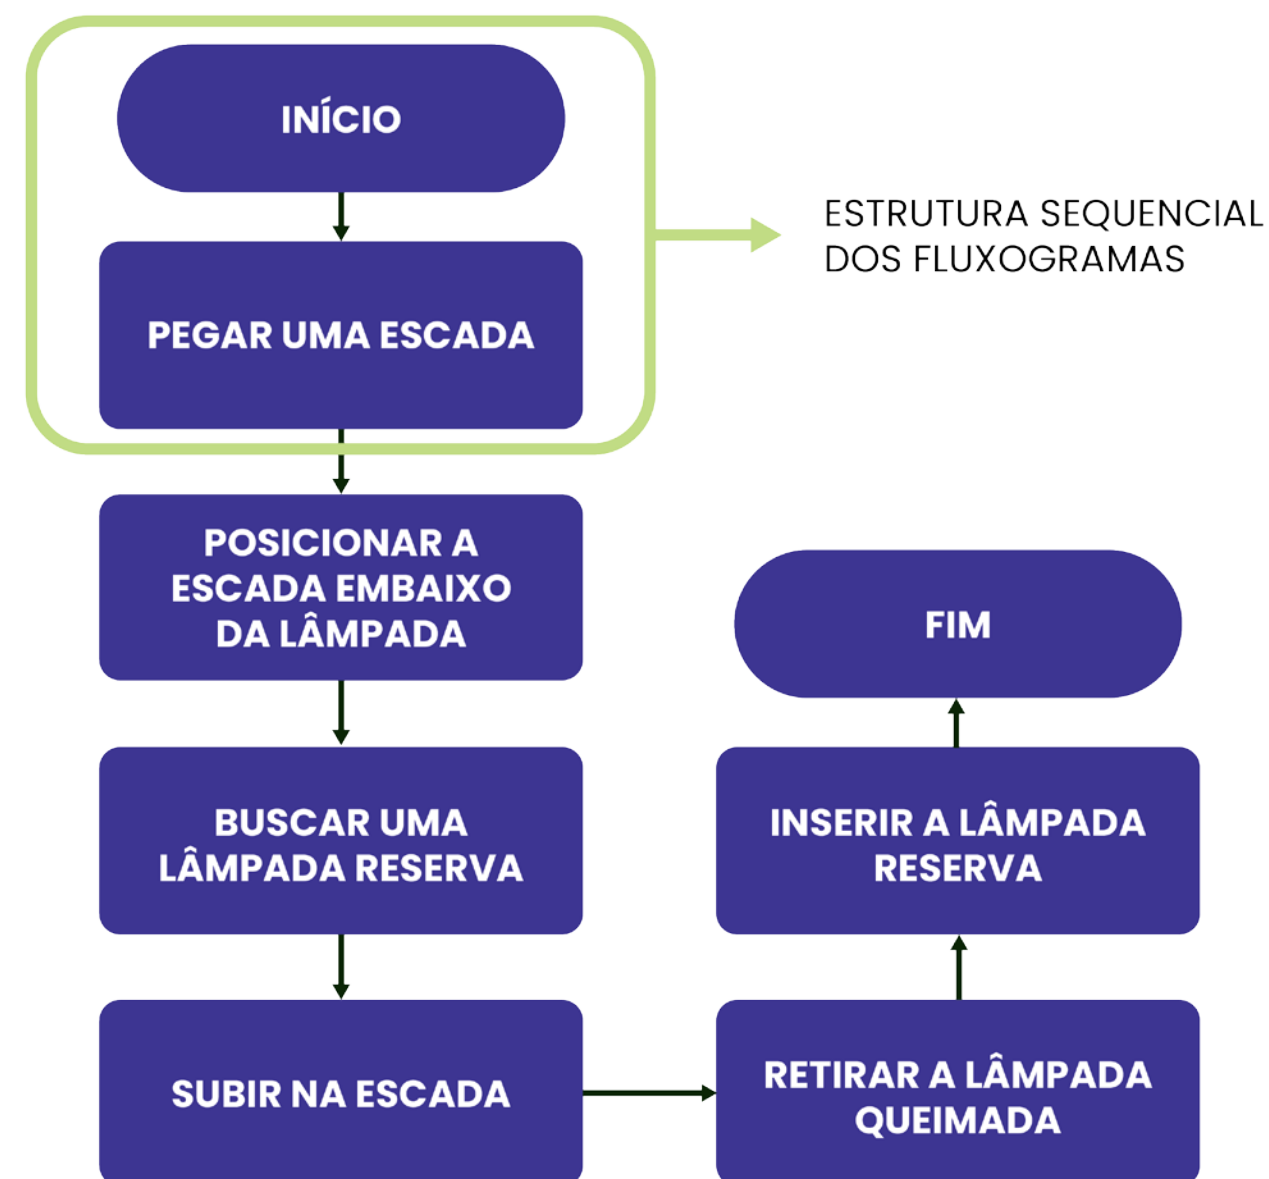 INÍCIO
PEGAR UMA ESCADA
ESTRUTURA SEQUENCIAL
DOS FLUXOGRAMAS
POSICIONAR A
ESCADA EMBAIXO
DA LÂMPADA
BUSCAR UMA
LÂMPADA RESERVA
SUBIR NA ESCADA
RETIRAR A LÂMPADA
QUEIMADA
INSERIR A LÂMPADA
RESERVA
FIM